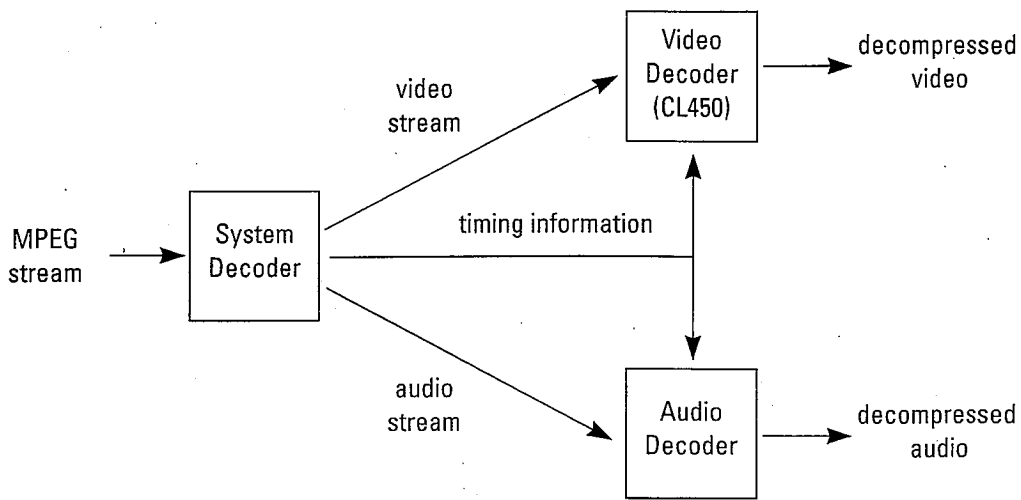 MPEG
stream
System
Decoder
video
stream
timing information
audio
stream
Video
Decoder
(CL450)
decompressed
video
Audio
Decoder
decompressed
audio